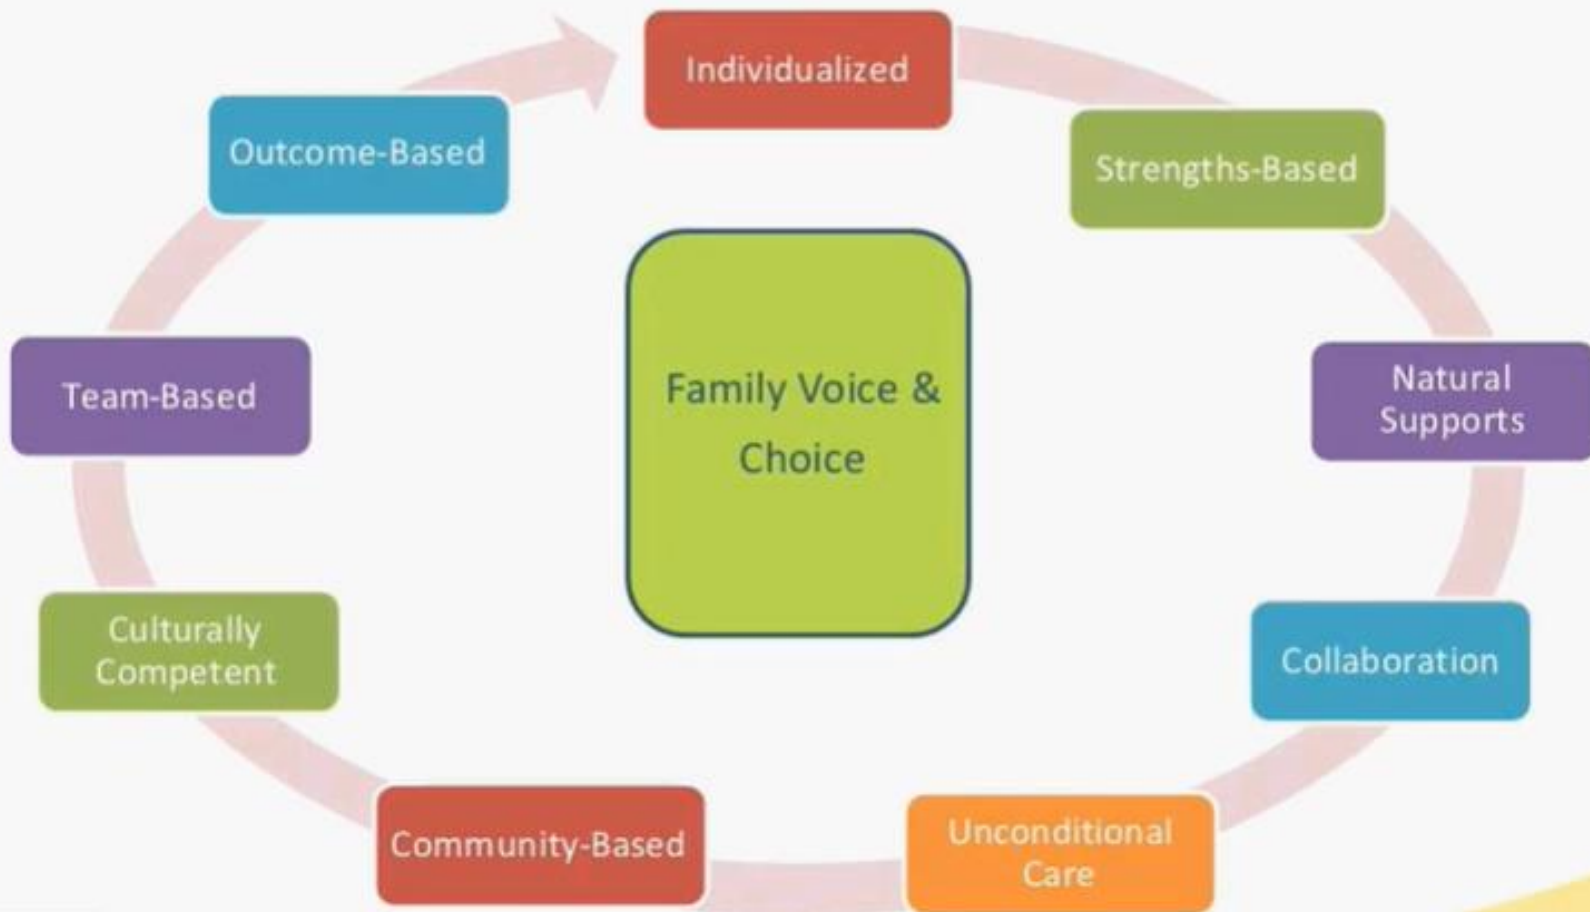 Individualized
Strengths-Based
Natural
Supports
Collaboration
Unconditional
Care
Community-Based
Culturally
Competent
Team-Based
Outcome-Based
Family Voice &
Choice